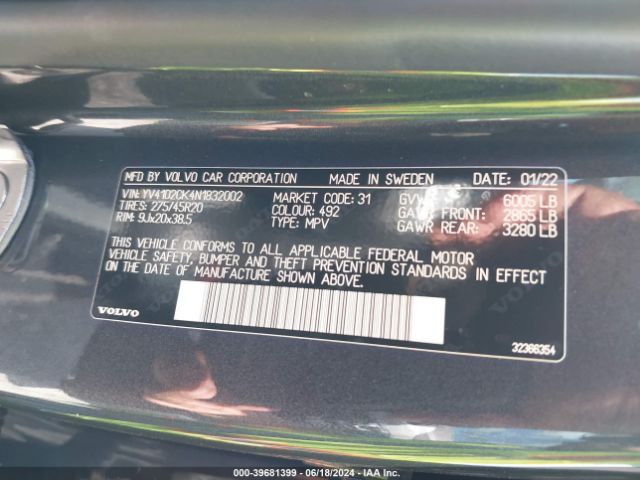 MFD BY VOLVO CAR CORPORATION MADE IN SWEDEN DATE: 01/22
VIN: YV4102CK4N1832002 MARKET CODE: 31 GVW 6005 LB
TIRES: 275/45R20 COLOUR: 492 GAWR FRONT: 2865 LB
RIM: 9Jx20x38.5 TYPE: MPV GAWR REAR: 3280 LB
THIS VEHICLE CONFORMS TO ALL APPLICABLE FEDERAL MOTOR
VEHICLE SAFETY, BUMPER AND THEFT PREVENTION STANDARDS IN EFFECT
ON THE DATE OF MANUFACTURE SHOWN ABOVE.
VOLVO 32366354
000-39681399 - 06/18/2024 - IAA Inc.